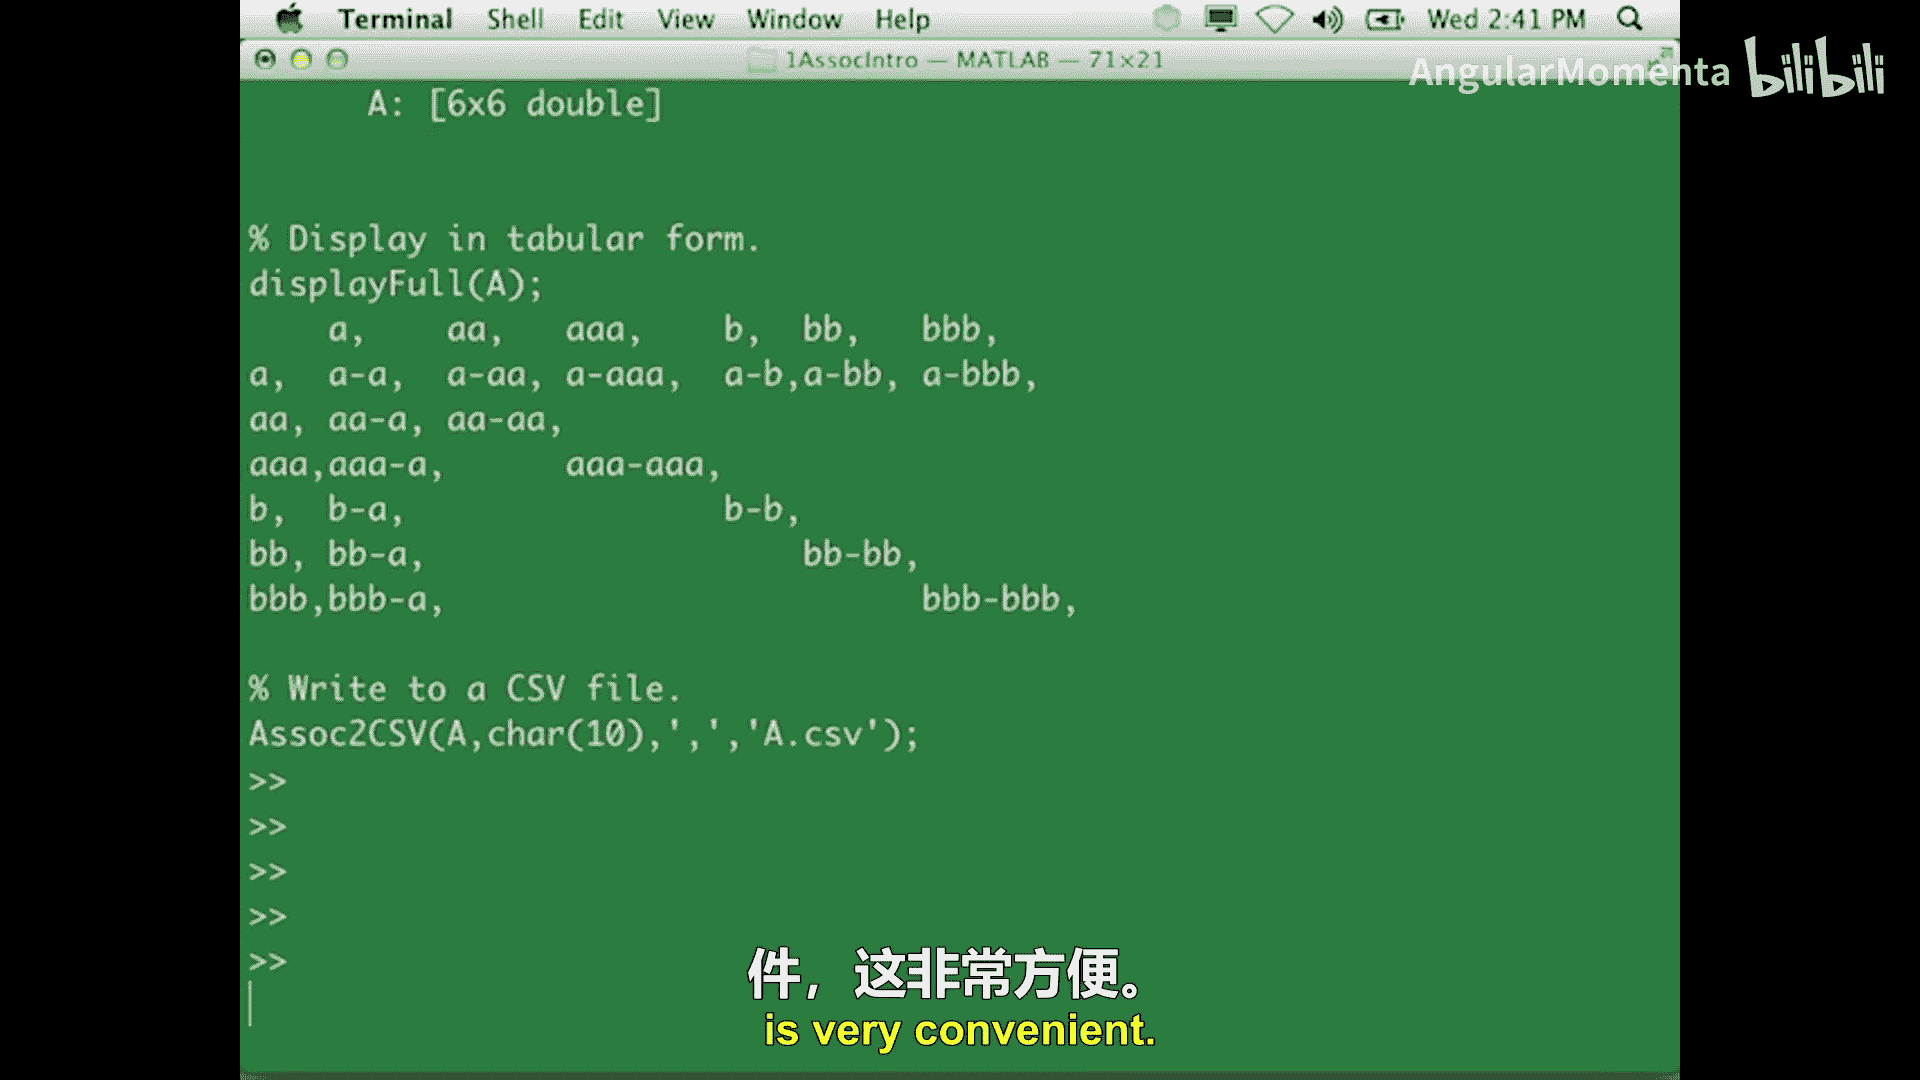 Terminal Shell Edit View Window Help Wed 2:41 PM
1AssocIntro — MATLAB — 71×21
AngularMomenta bilibili
A: [6x6 double]
% Display in tabular form.
displayFull(A);
a, aa, aaa, b, bb, bbb,
a, a-a, a-aa, a-aaa, a-b,a-bb, a-bbb,
aa, aa-a, aa-aa,
aaa,aaa-a, aaa-aaa,
b, b-a, b-b,
bb, bb-a, bb-bb,
bbb,bbb-a, bbb-bbb,
% Write to a CSV file.
Assoc2CSV(A,char(10),',','A.csv');
>>
>>
>>
>>
>>
件，这非常方便。
is very convenient.